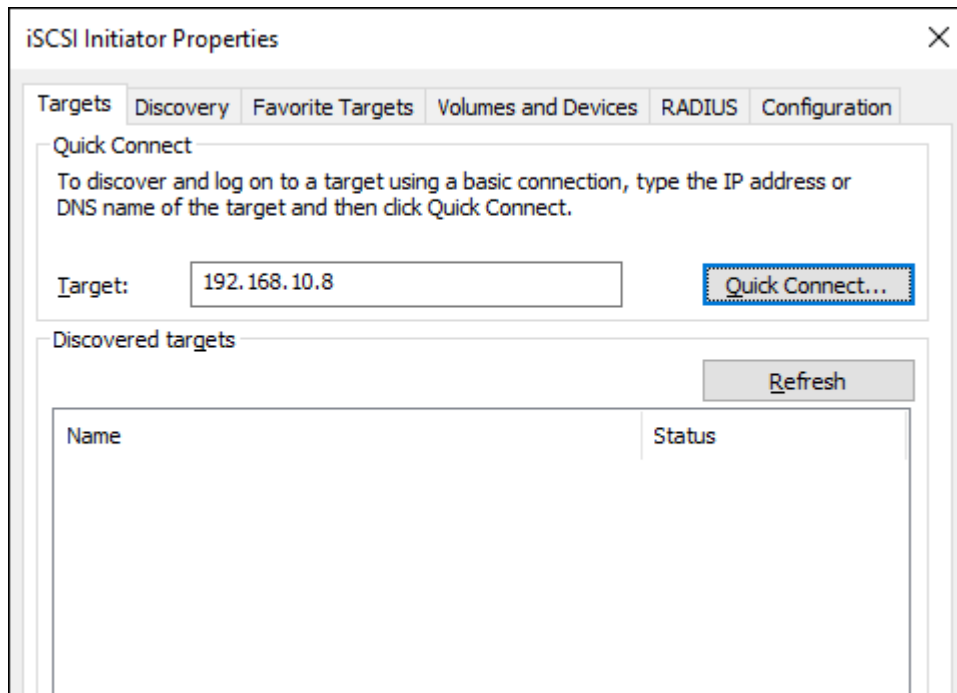 iSCSI Initiator Properties
Targets Discovery Favorite Targets Volumes and Devices RADIUS Configuration
Quick Connect
To discover and log on to a target using a basic connection, type the IP address or
DNS name of the target and then click Quick Connect.
Target: 192.168.10.8 Quick Connect...
Discovered targets
Refresh
Name Status